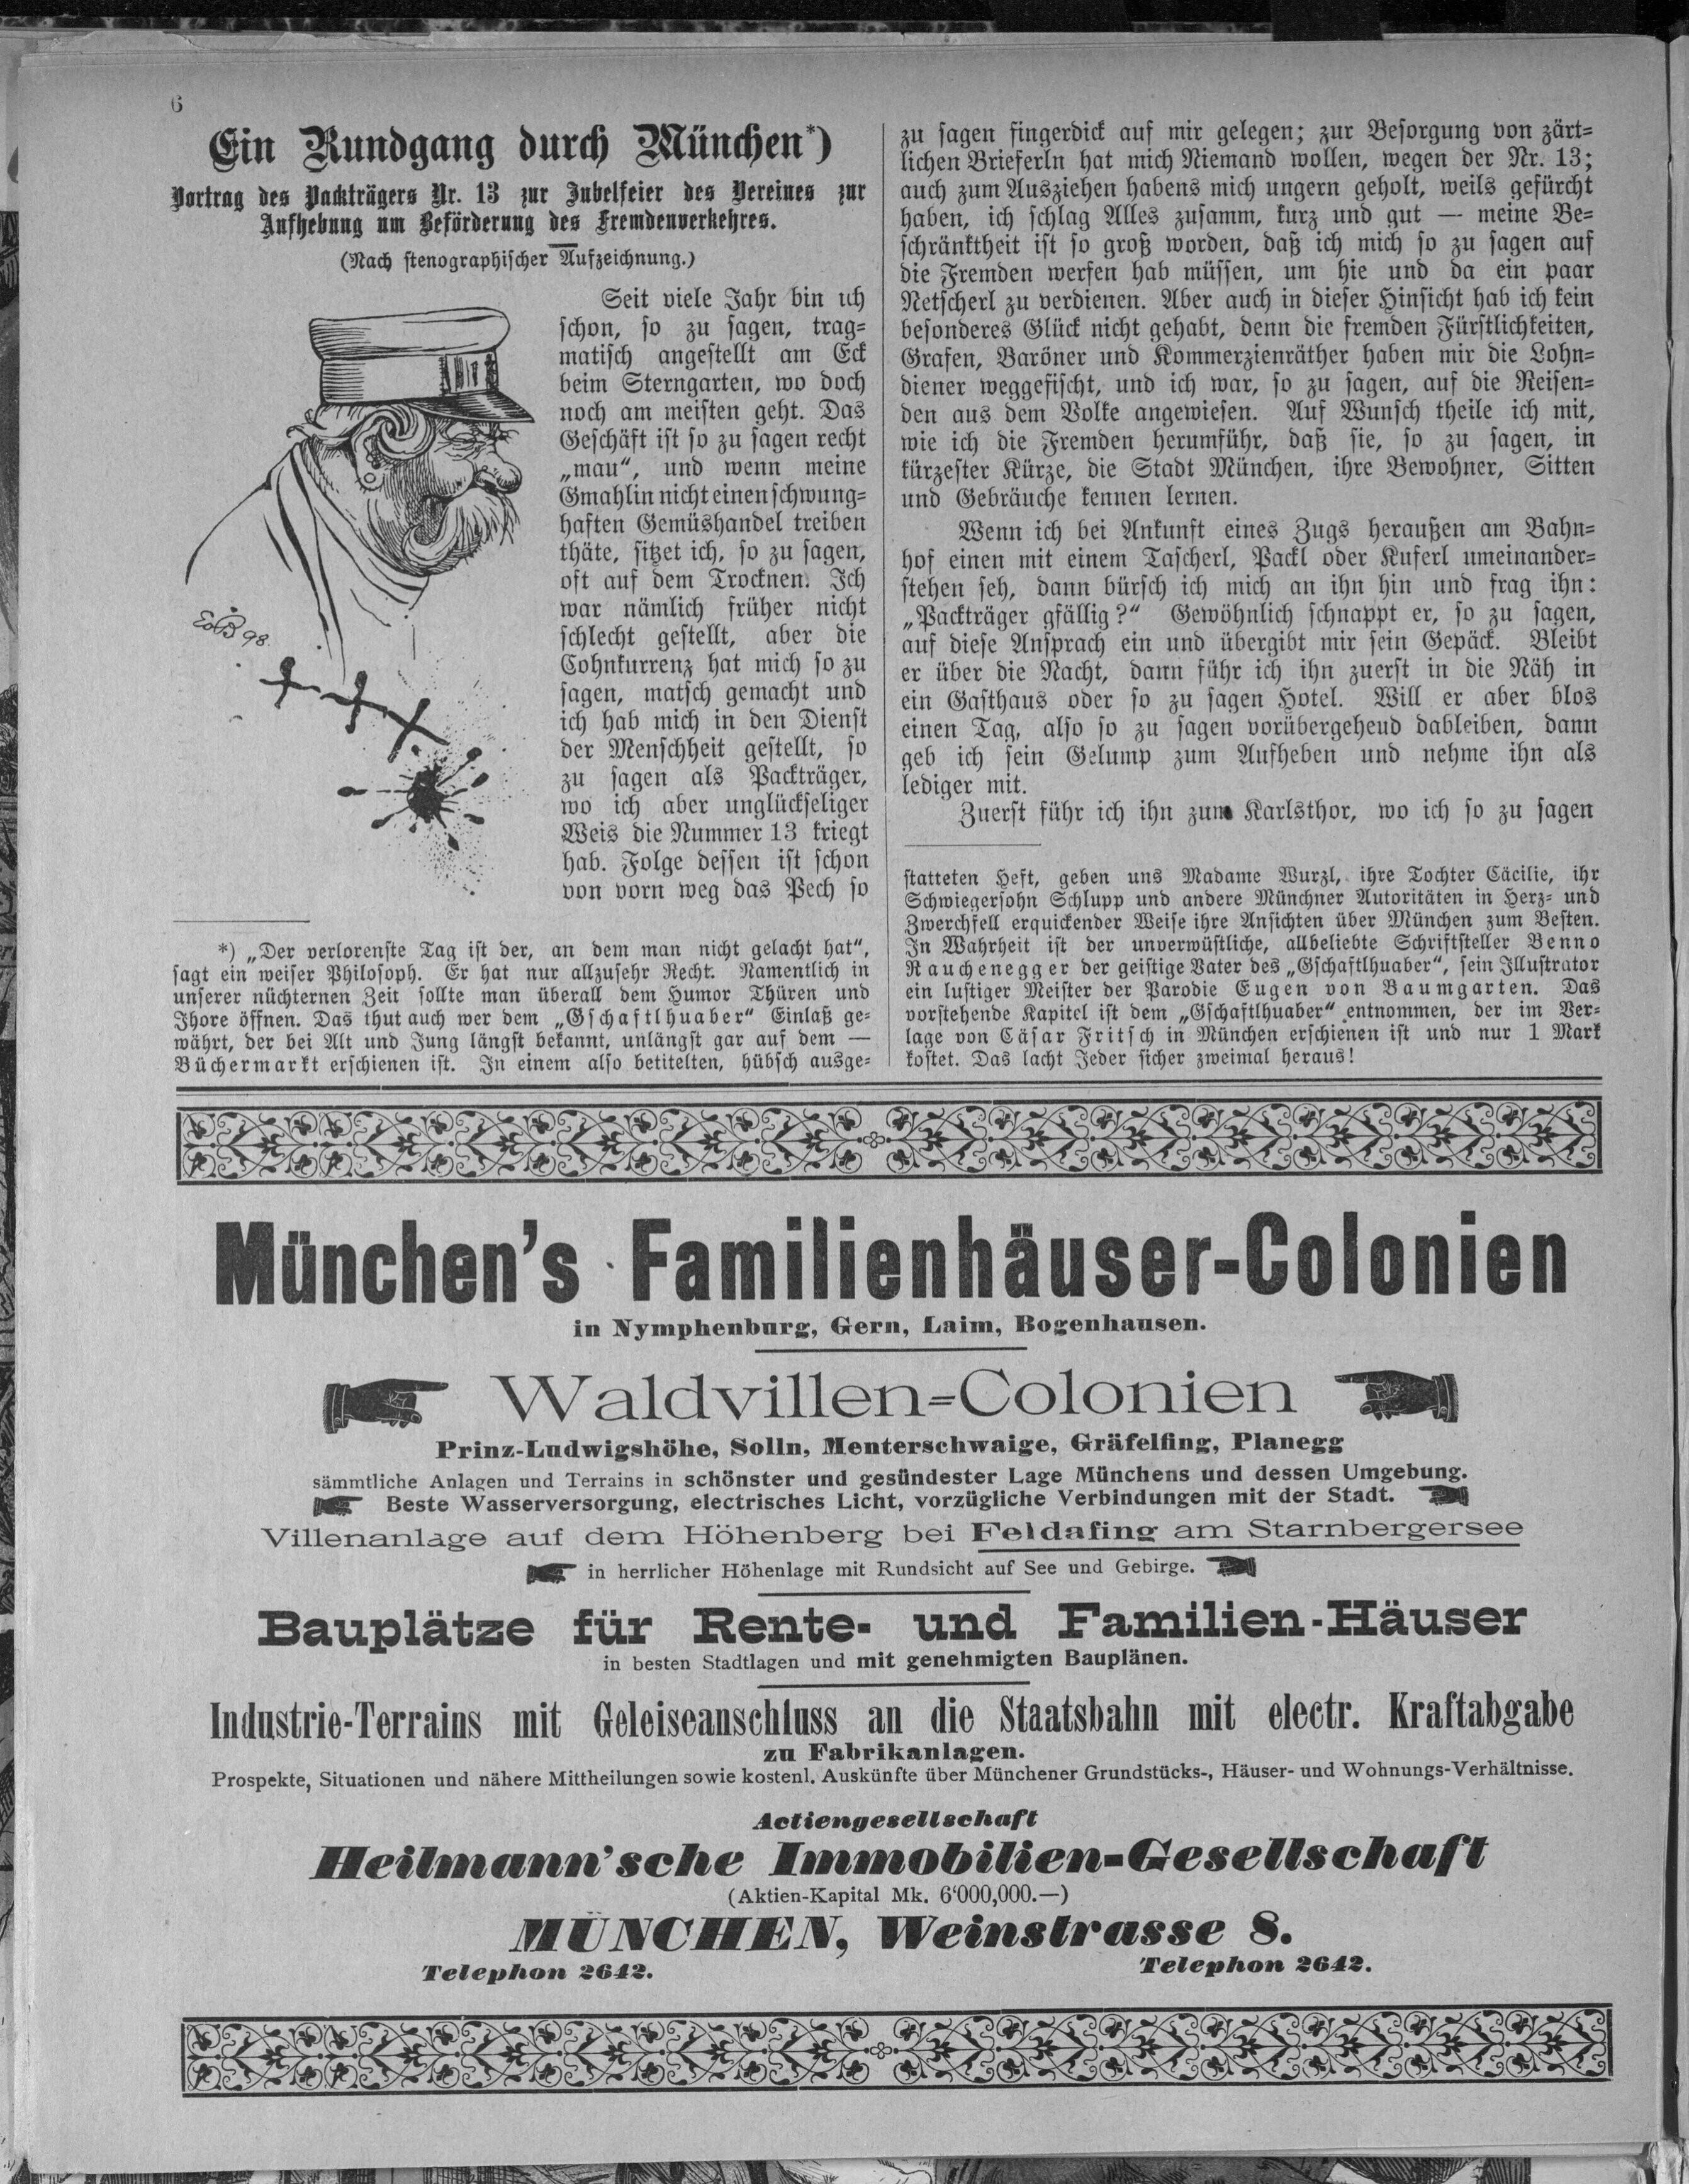 6
Ein Rundgang durch München*)
Vortrag des Packträgers Nr. 13 zur Jubelfeier des Vereines zur
Aufhebung um Beförderung des Fremdenverkehres.
(Nach stenographischer Aufzeichnung.)
Seit viele Jahr bin ich
schon, so zu sagen, trag-
matisch angestellt am Eck
beim Sterngarten, wo doch
noch am meisten geht. Das
Geschäft ist so zu sagen recht
„mau“, und wenn meine
Gmahlin nicht einen schwung-
haften Gemüshandel treiben
thäte, sitzet ich, so zu sagen,
oft auf dem Trocknen. Ich
war nämlich früher nicht
schlecht gestellt, aber die
Cohnkurrenz hat mich so zu
sagen, matsch gemacht und
ich hab mich in den Dienst
der Menschheit gestellt, so
zu sagen als Packträger,
wo ich aber unglückseliger
Weis die Nummer 13 kriegt
hab. Folge dessen ist schon
von vorn weg das Pech so
EvB 98.
*) „Der verlorenste Tag ist der, an dem man nicht gelacht hat“,
sagt ein weiser Philosoph. Er hat nur allzusehr Recht. Namentlich in
unserer nüchternen Zeit sollte man überall dem Humor Thüren und
Thore öffnen. Das thut auch wer dem „Gschaftlhuaber“ Einlaß ge-
währt, der bei Alt und Jung längst bekannt, unlängst gar auf dem —
Büchermarkt erschienen ist. In einem also betitelten, hübsch ausge-
zu sagen fingerdick auf mir gelegen; zur Besorgung von zärt-
lichen Brieferln hat mich Niemand wollen, wegen der Nr. 13;
auch zum Ausziehen habens mich ungern geholt, weils gefürcht
haben, ich schlag Alles zusamm, kurz und gut — meine Be-
schränktheit ist so groß worden, daß ich mich so zu sagen auf
die Fremden werfen hab müssen, um hie und da ein paar
Netscherl zu verdienen. Aber auch in dieser Hinsicht hab ich kein
besonderes Glück nicht gehabt, denn die fremden Fürstlichkeiten,
Grafen, Baröner und Kommerzienräther haben mir die Lohn-
diener weggefischt, und ich war, so zu sagen, auf die Reisen-
den aus dem Volke angewiesen. Auf Wunsch theile ich mit,
wie ich die Fremden herumführ, daß sie, so zu sagen, in
kürzester Kürze, die Stadt München, ihre Bewohner, Sitten
und Gebräuche kennen lernen.
Wenn ich bei Ankunft eines Zugs heraußen am Bahn-
hof einen mit einem Tascherl, Packl oder Kuferl umeinander-
stehen seh, dann bürsch ich mich an ihn hin und frag ihn:
„Packträger gfällig?“ Gewöhnlich schnappt er, so zu sagen,
auf diese Ansprach ein und übergibt mir sein Gepäck. Bleibt
er über die Nacht, dann führ ich ihn zuerst in die Näh in
ein Gasthaus oder so zu sagen Hotel. Will er aber blos
einen Tag, also so zu sagen vorübergehend dableiben, dann
geb ich sein Gelump zum Aufheben und nehme ihn als
lediger mit.
Zuerst führ ich ihn zum Karlsthor, wo ich so zu sagen
statteten Heft, geben uns Madame Wurzl, ihre Tochter Cäcilie, ihr
Schwiegersohn Schlupp und andere Münchner Autoritäten in Herz- und
Zwerchfell erquickender Weise ihre Ansichten über München zum Besten.
In Wahrheit ist der unverwüstliche, allbeliebte Schriftsteller Benno
Rauchenegger der geistige Vater des „Gschaftlhuaber“, sein Illustrator
ein lustiger Meister der Parodie Eugen von Baumgarten. Das
vorstehende Kapitel ist dem „Gschaftlhuaber“ entnommen, der im Ver-
lage von Cäsar Fritsch in München erschienen ist und nur 1 Mark
kostet. Das lacht Jeder sicher zweimal heraus!
München's Familienhäuser-Colonien
in Nymphenburg, Gern, Laim, Bogenhausen.
Waldvillen-Colonien
Prinz-Ludwigshöhe, Solln, Menterschwaige, Gräfelfing, Planegg
sämmtliche Anlagen und Terrains in schönster und gesündester Lage Münchens und dessen Umgebung.
Beste Wasserversorgung, electrisches Licht, vorzügliche Verbindungen mit der Stadt.
Villenanlage auf dem Höhenberg bei Feldafing am Starnbergersee
in herrlicher Höhenlage mit Rundsicht auf See und Gebirge.
Bauplätze für Rente- und Familien-Häuser
in besten Stadtlagen und mit genehmigten Bauplänen.
Industrie-Terrains mit Geleiseanschluss an die Staatsbahn mit electr. Kraftabgabe
zu Fabrikanlagen.
Prospekte, Situationen und nähere Mittheilungen sowie kostenl. Auskünfte über Münchener Grundstücks-, Häuser- und Wohnungs-Verhältnisse.
Actiengesellschaft
Heilmann'sche Immobilien-Gesellschaft
(Aktien-Kapital Mk. 6'000,000.—)
MÜNCHEN, Weinstrasse 8.
Telephon 2642. Telephon 2642.